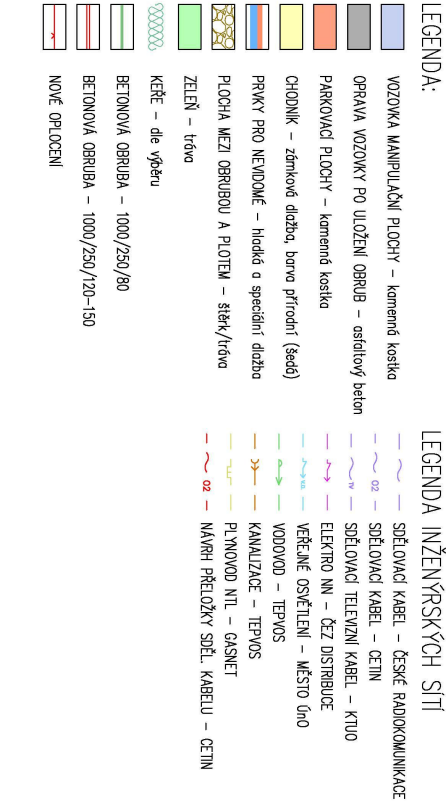 LEGENDA:
VOZOVKA MANIPULAČNÍ PLOCHY – kamenná kostka
OPRAVA VOZOVKY PO ULOŽENÍ OBRUB – asfaltový beton
PARKOVACÍ PLOCHY – kamenná kostka
CHODNÍK – zámková dlažba, barva přírodní (šedá)
PRVKY PRO NEVIDOMÉ – hladká a speciální dlažba
PLOCHA MEZI OBRUBOU A PLOTEM – štěrk/tráva
ZELEŇ – tráva
KEŘE – dle výběru
BETONOVÁ OBRUBA – 1000/250/80
BETONOVÁ OBRUBA – 1000/250/120–150
NOVÉ OPLOCENÍ
LEGENDA INŽENÝRSKÝCH SÍTÍ
SDĚLOVACÍ KABEL – ČESKÉ RADIOKOMUNIKACE
O2 SDĚLOVACÍ KABEL – CETIN
TV SDĚLOVACÍ TELEVIZNÍ KABEL – KTUO
ELEKTRO NN – ČEZ DISTRIBUCE
VEŘEJNÉ OSVĚTLENÍ – MĚSTO ÚnO
VODOVOD – TEPVOS
KANALIZACE – TEPVOS
PLYNOVOD NTL – GASNET
O2 NÁVRH PŘELOŽKY SDĚL. KABELU – CETIN